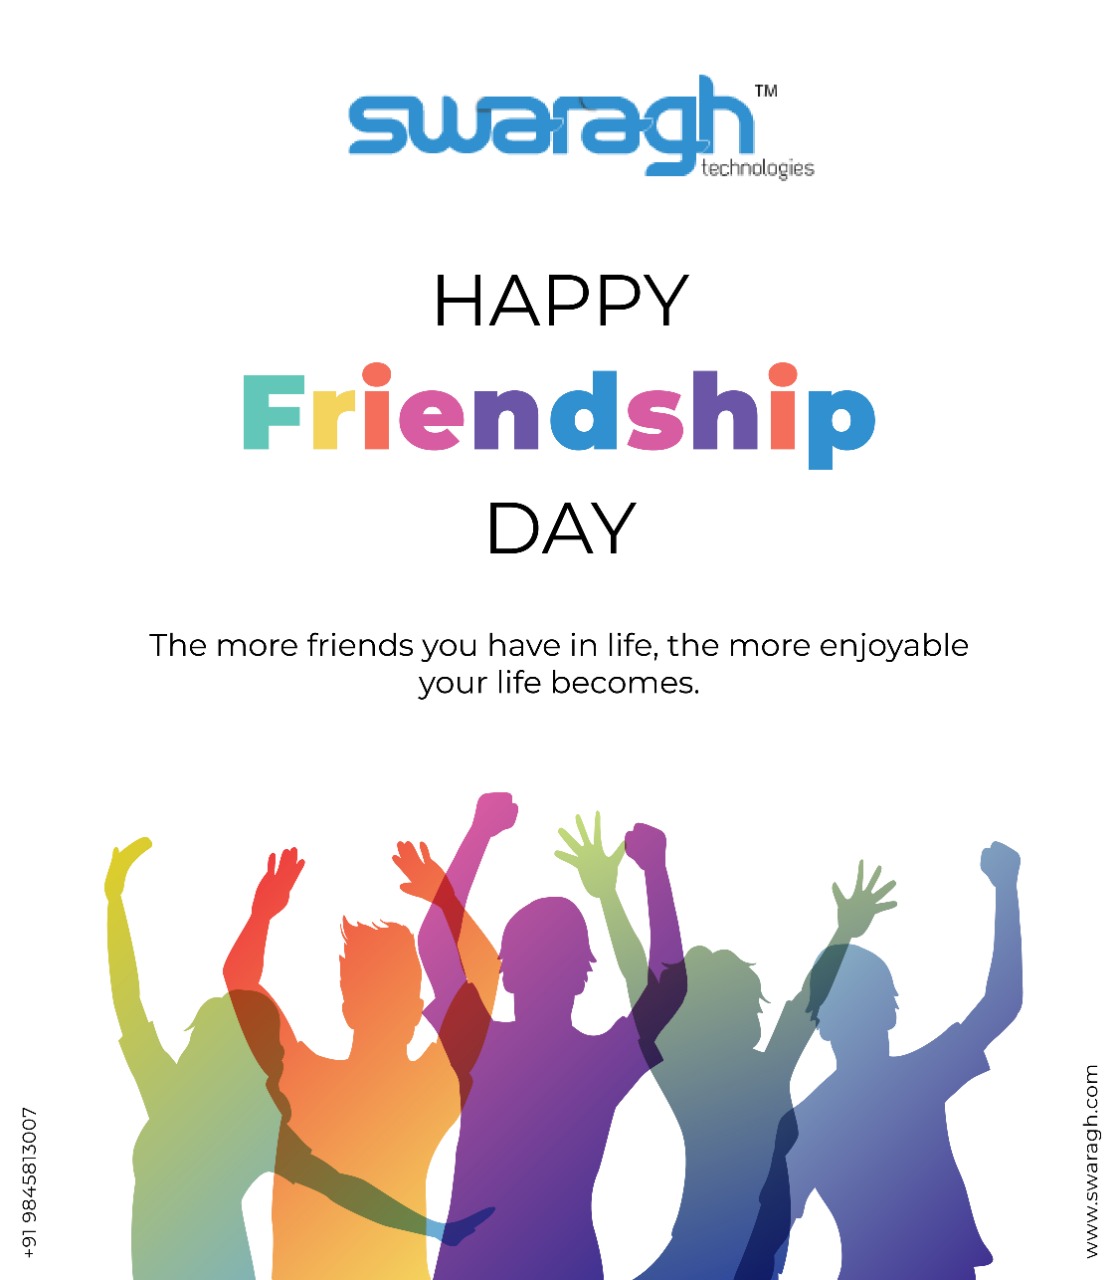 swaragh™
technologies
HAPPY
Friendship
DAY
The more friends you have in life, the more enjoyable
your life becomes.
+91 9845813007
www.swaragh.com